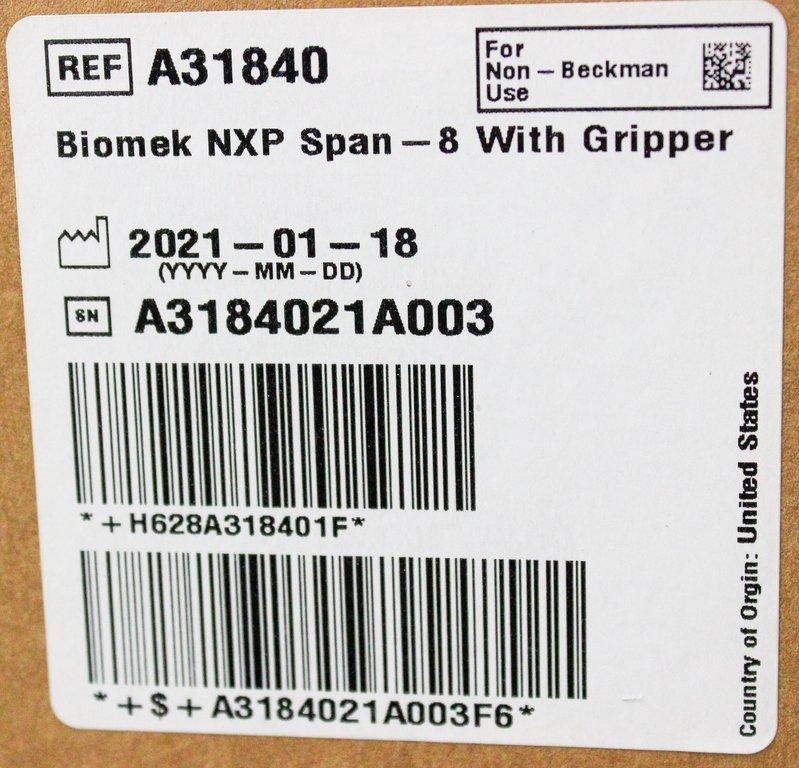 REF A31840
For
Non - Beckman
Use
Biomek NXP Span - 8 With Gripper
2021 - 01 - 18
(YYYY - MM - DD)
SN A3184021A003
*+H628A318401F*
*+$+A3184021A003F6*
Country of Orgin: United States